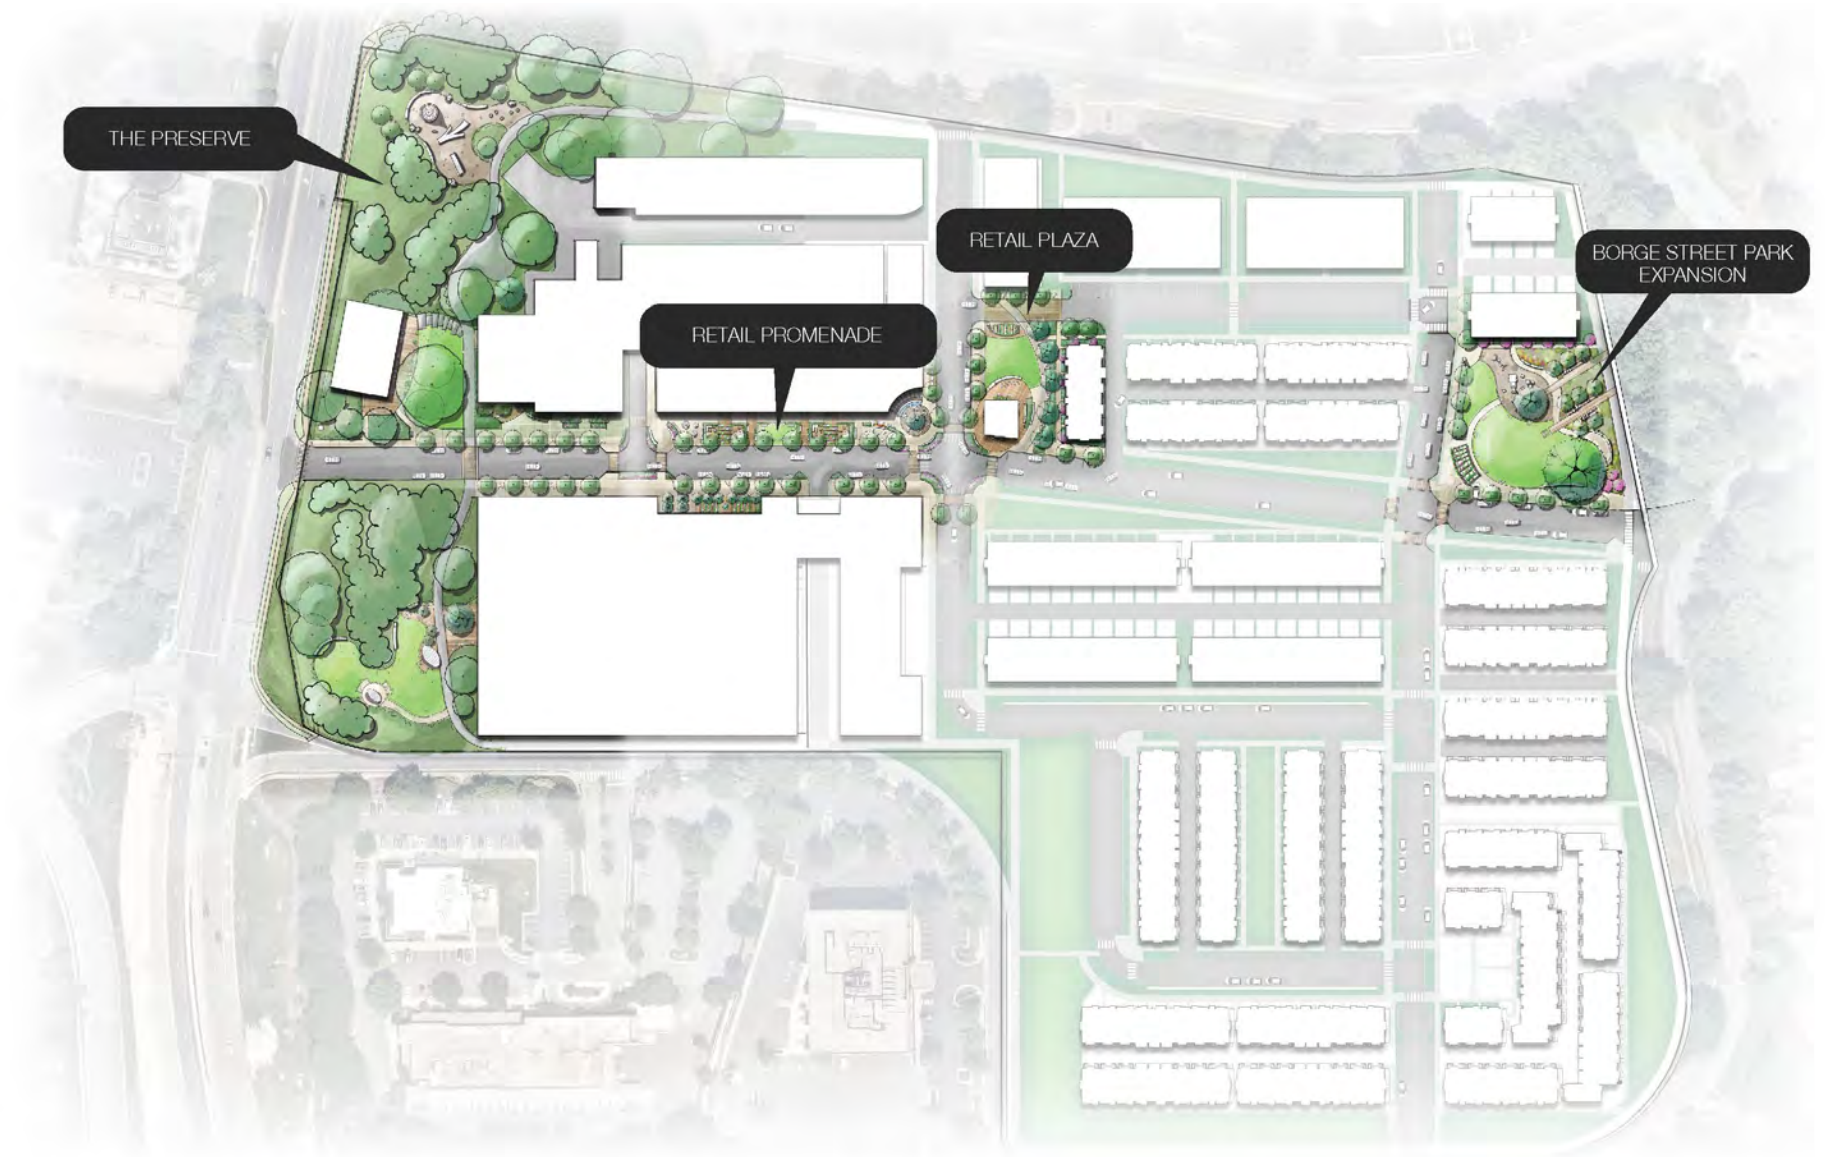 THE PRESERVE
RETAIL PLAZA
BORGE STREET PARK
EXPANSION
RETAIL PROMENADE